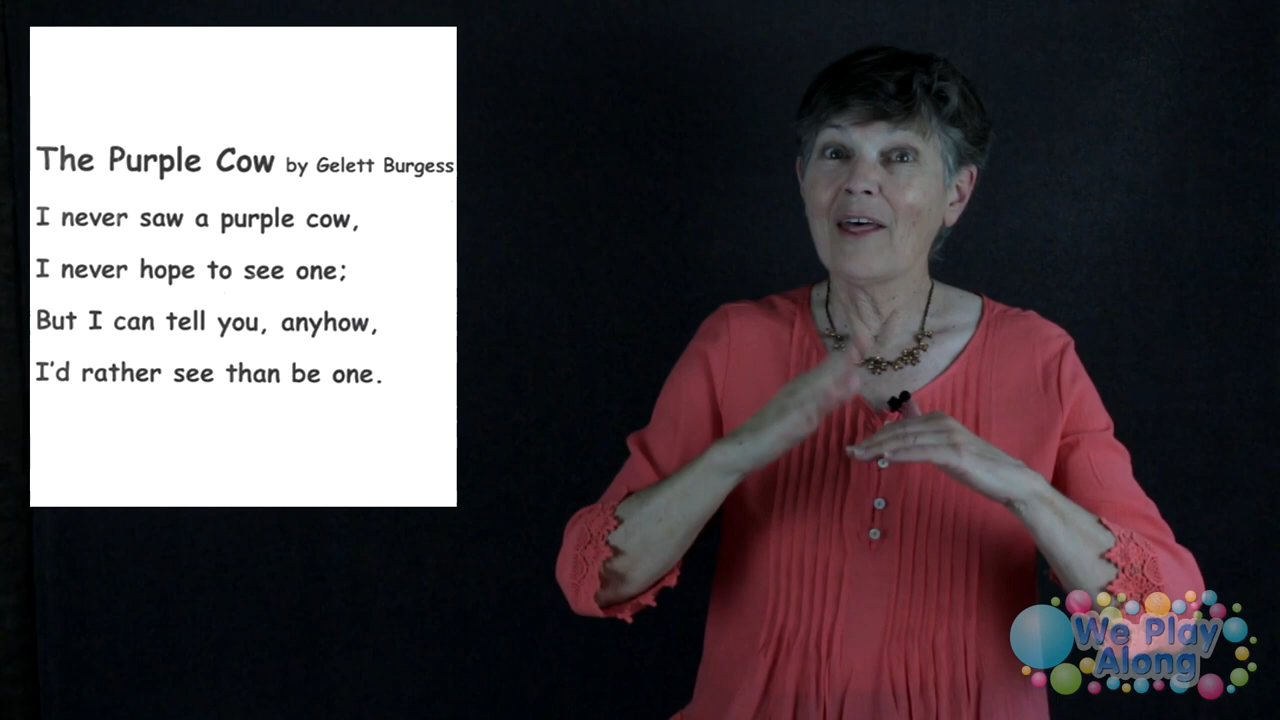 The Purple Cow by Gelett Burgess
I never saw a purple cow,
I never hope to see one;
But I can tell you, anyhow,
I'd rather see than be one.
We Play
Along